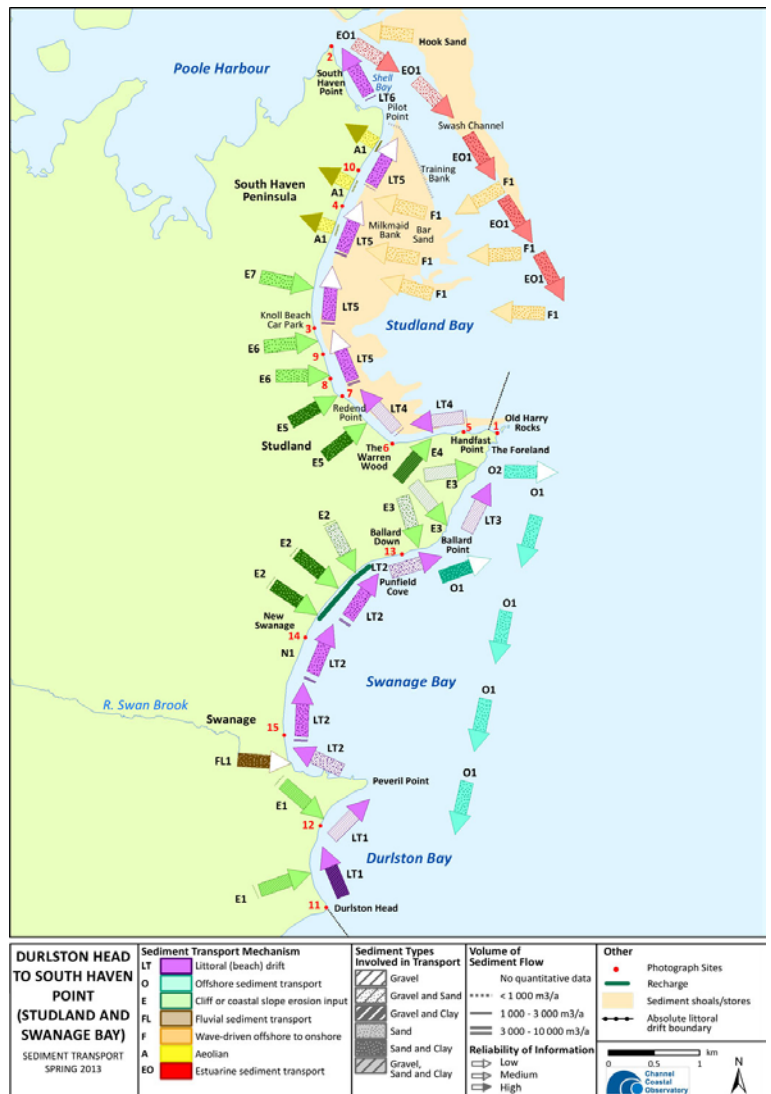 EO1
Hook Sand
2
Poole Harbour
South
Haven
Point
Shell
Bay
EO1
LT6
Pilot
Point
Swash Channel
A1
EO1
10
Training
Bank
South Haven
Peninsula
A1
LT5
F1
4
F1
EO1
A1
Milkmaid
Bank
Bar
Sand
LT5
F1
F1
EO1
E7
F1
F1
LT5
Knoll Beach
Car Park
3
Studland Bay
E6
9
LT5
E6
8
7
LT4
LT4
Redend
Point
Old Harry
Rocks
E5
5
1
Studland
6
Handfast
Point
The Foreland
E5
The
Warren
Wood
E4
O2
E3
O1
E2
E3
E3
LT3
E2
Ballard
Down
13
Ballard
Point
E2
LT2
Punfield
Cove
O1
New
Swanage
LT2
O1
14
N1
LT2
Swanage Bay
R. Swan Brook
O1
Swanage
15
LT2
LT2
FL1
O1
Peveril Point
E1
12
LT1
Durlston Bay
LT1
E1
11
Durlston Head
DURLSTON HEAD
TO SOUTH HAVEN
POINT
(STUDLAND AND
SWANAGE BAY)
SEDIMENT TRANSPORT
SPRING 2013
Sediment Transport
Mechanism
LT Littoral (beach) drift
O Offshore sediment transport
E Cliff or coastal slope erosion input
FL Fluvial sediment transport
F Wave-driven offshore to onshore
A Aeolian
EO Estuarine sediment transport
Sediment Types
Involved in Transport
Gravel
Gravel and Sand
Gravel and Clay
Sand
Sand and Clay
Gravel,
Sand and Clay
Volume of
Sediment Flow
No quantitative data
< 1 000 m3/a
1 000 - 3 000 m3/a
3 000 - 10 000 m3/a
Reliability of Information
Low
Medium
High
Other
Photograph Sites
Recharge
Sediment shoals/stores
Absolute littoral
drift boundary
0 0.5 1
km
N
Channel
Coastal
Observatory